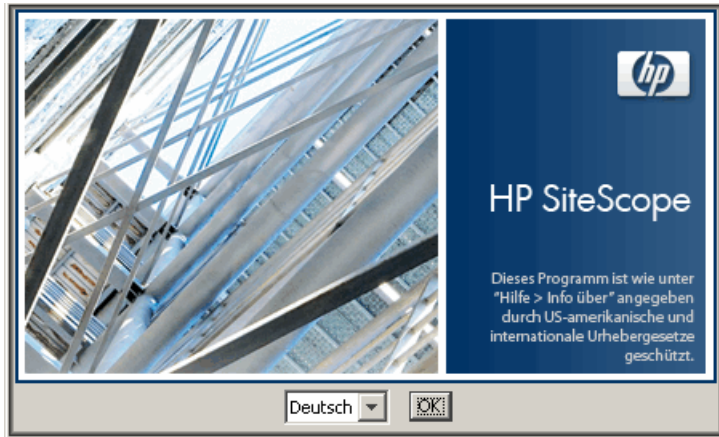 hp
HP SiteScope
Dieses Programm ist wie unter
"Hilfe > Info über" angegeben
durch US-amerikanische und
internationale Urhebergesetze
geschützt.
Deutsch
OK